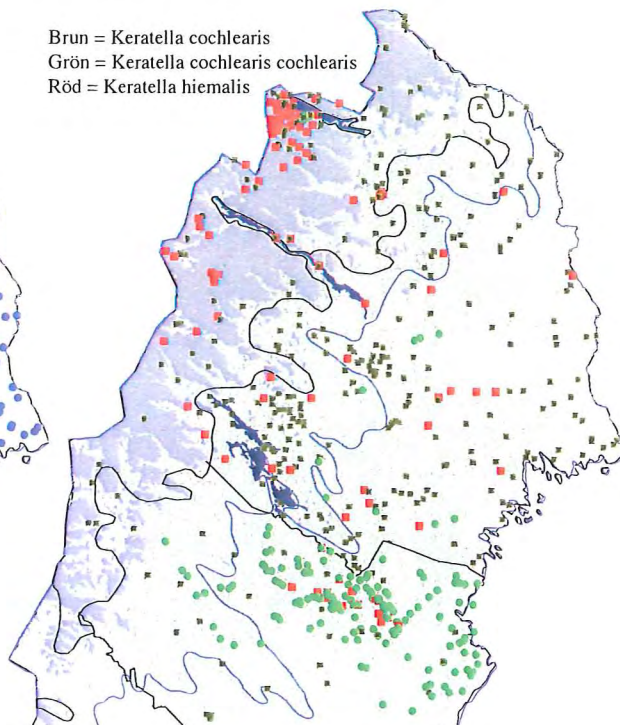 Brun = Keratella cochlearis
Grön = Keratella cochlearis cochlearis
Röd = Keratella hiemalis